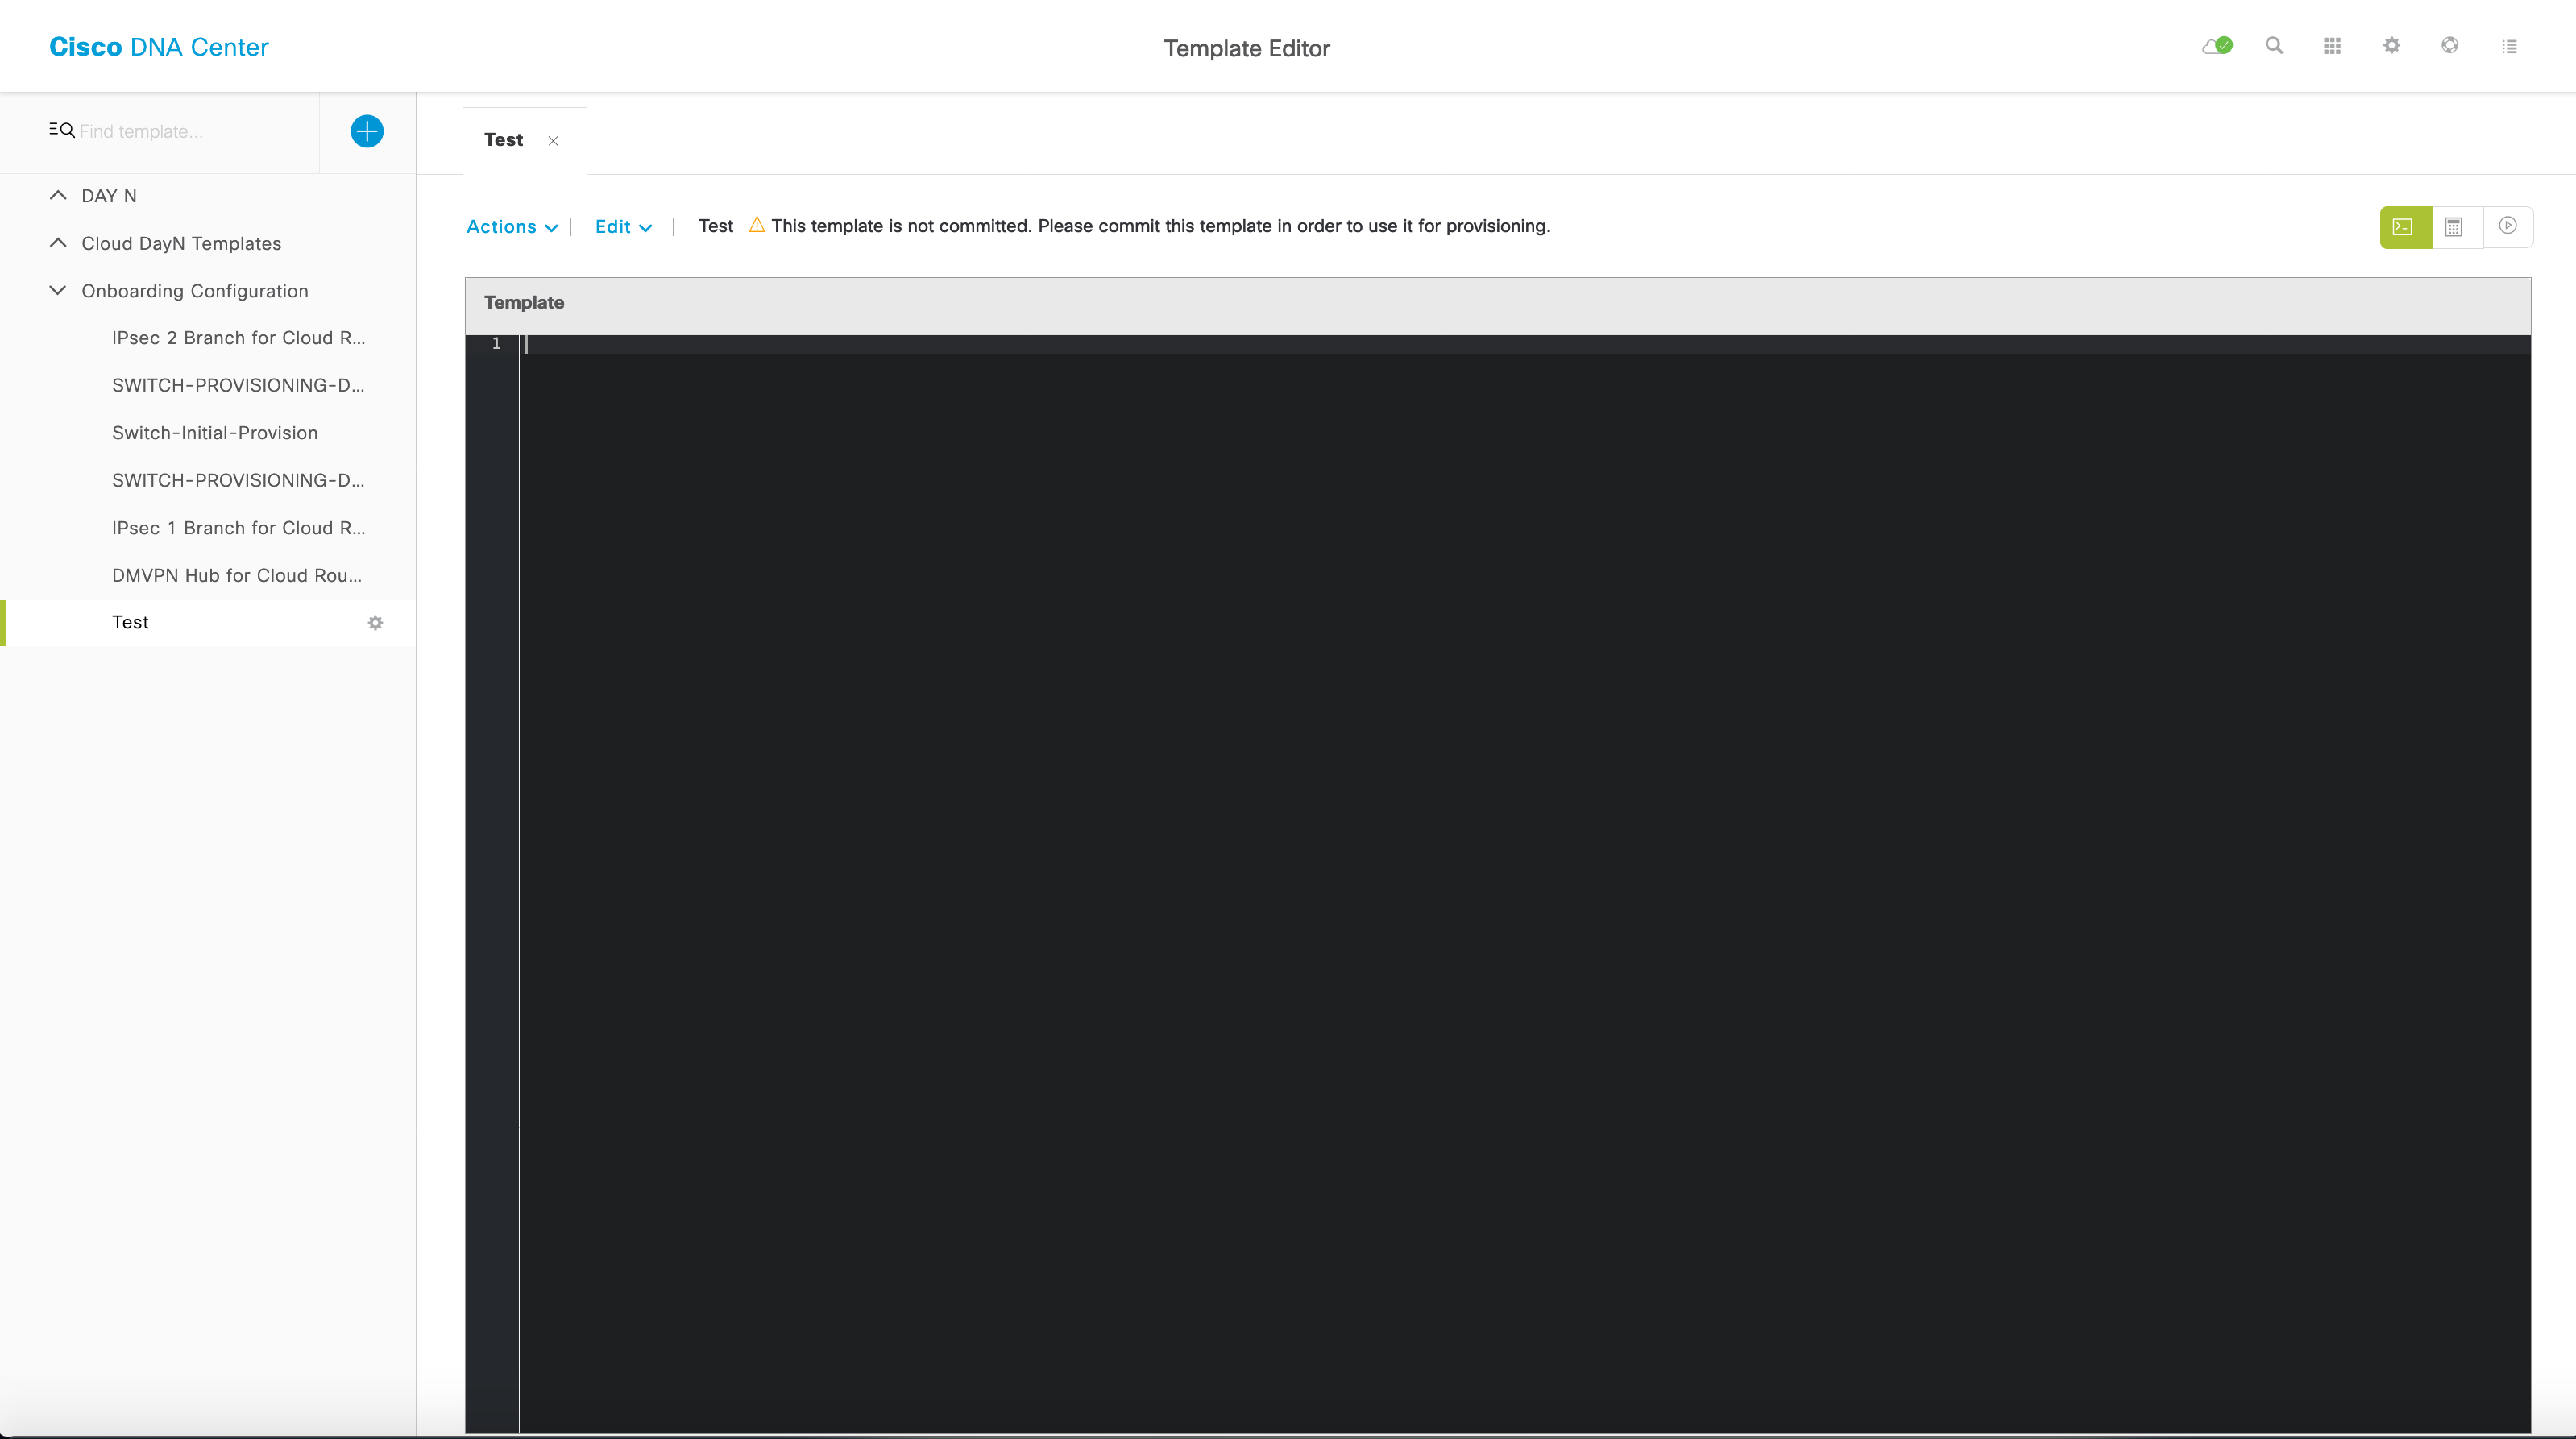 Cisco DNA Center
Template Editor
Find template...
Test
DAY N
Cloud DayN Templates
Onboarding Configuration
IPsec 2 Branch for Cloud R...
SWITCH-PROVISIONING-D...
Switch-Initial-Provision
SWITCH-PROVISIONING-D...
IPsec 1 Branch for Cloud R...
DMVPN Hub for Cloud Rou...
Test
Actions | Edit | Test This template is not committed. Please commit this template in order to use it for provisioning.
Template
1